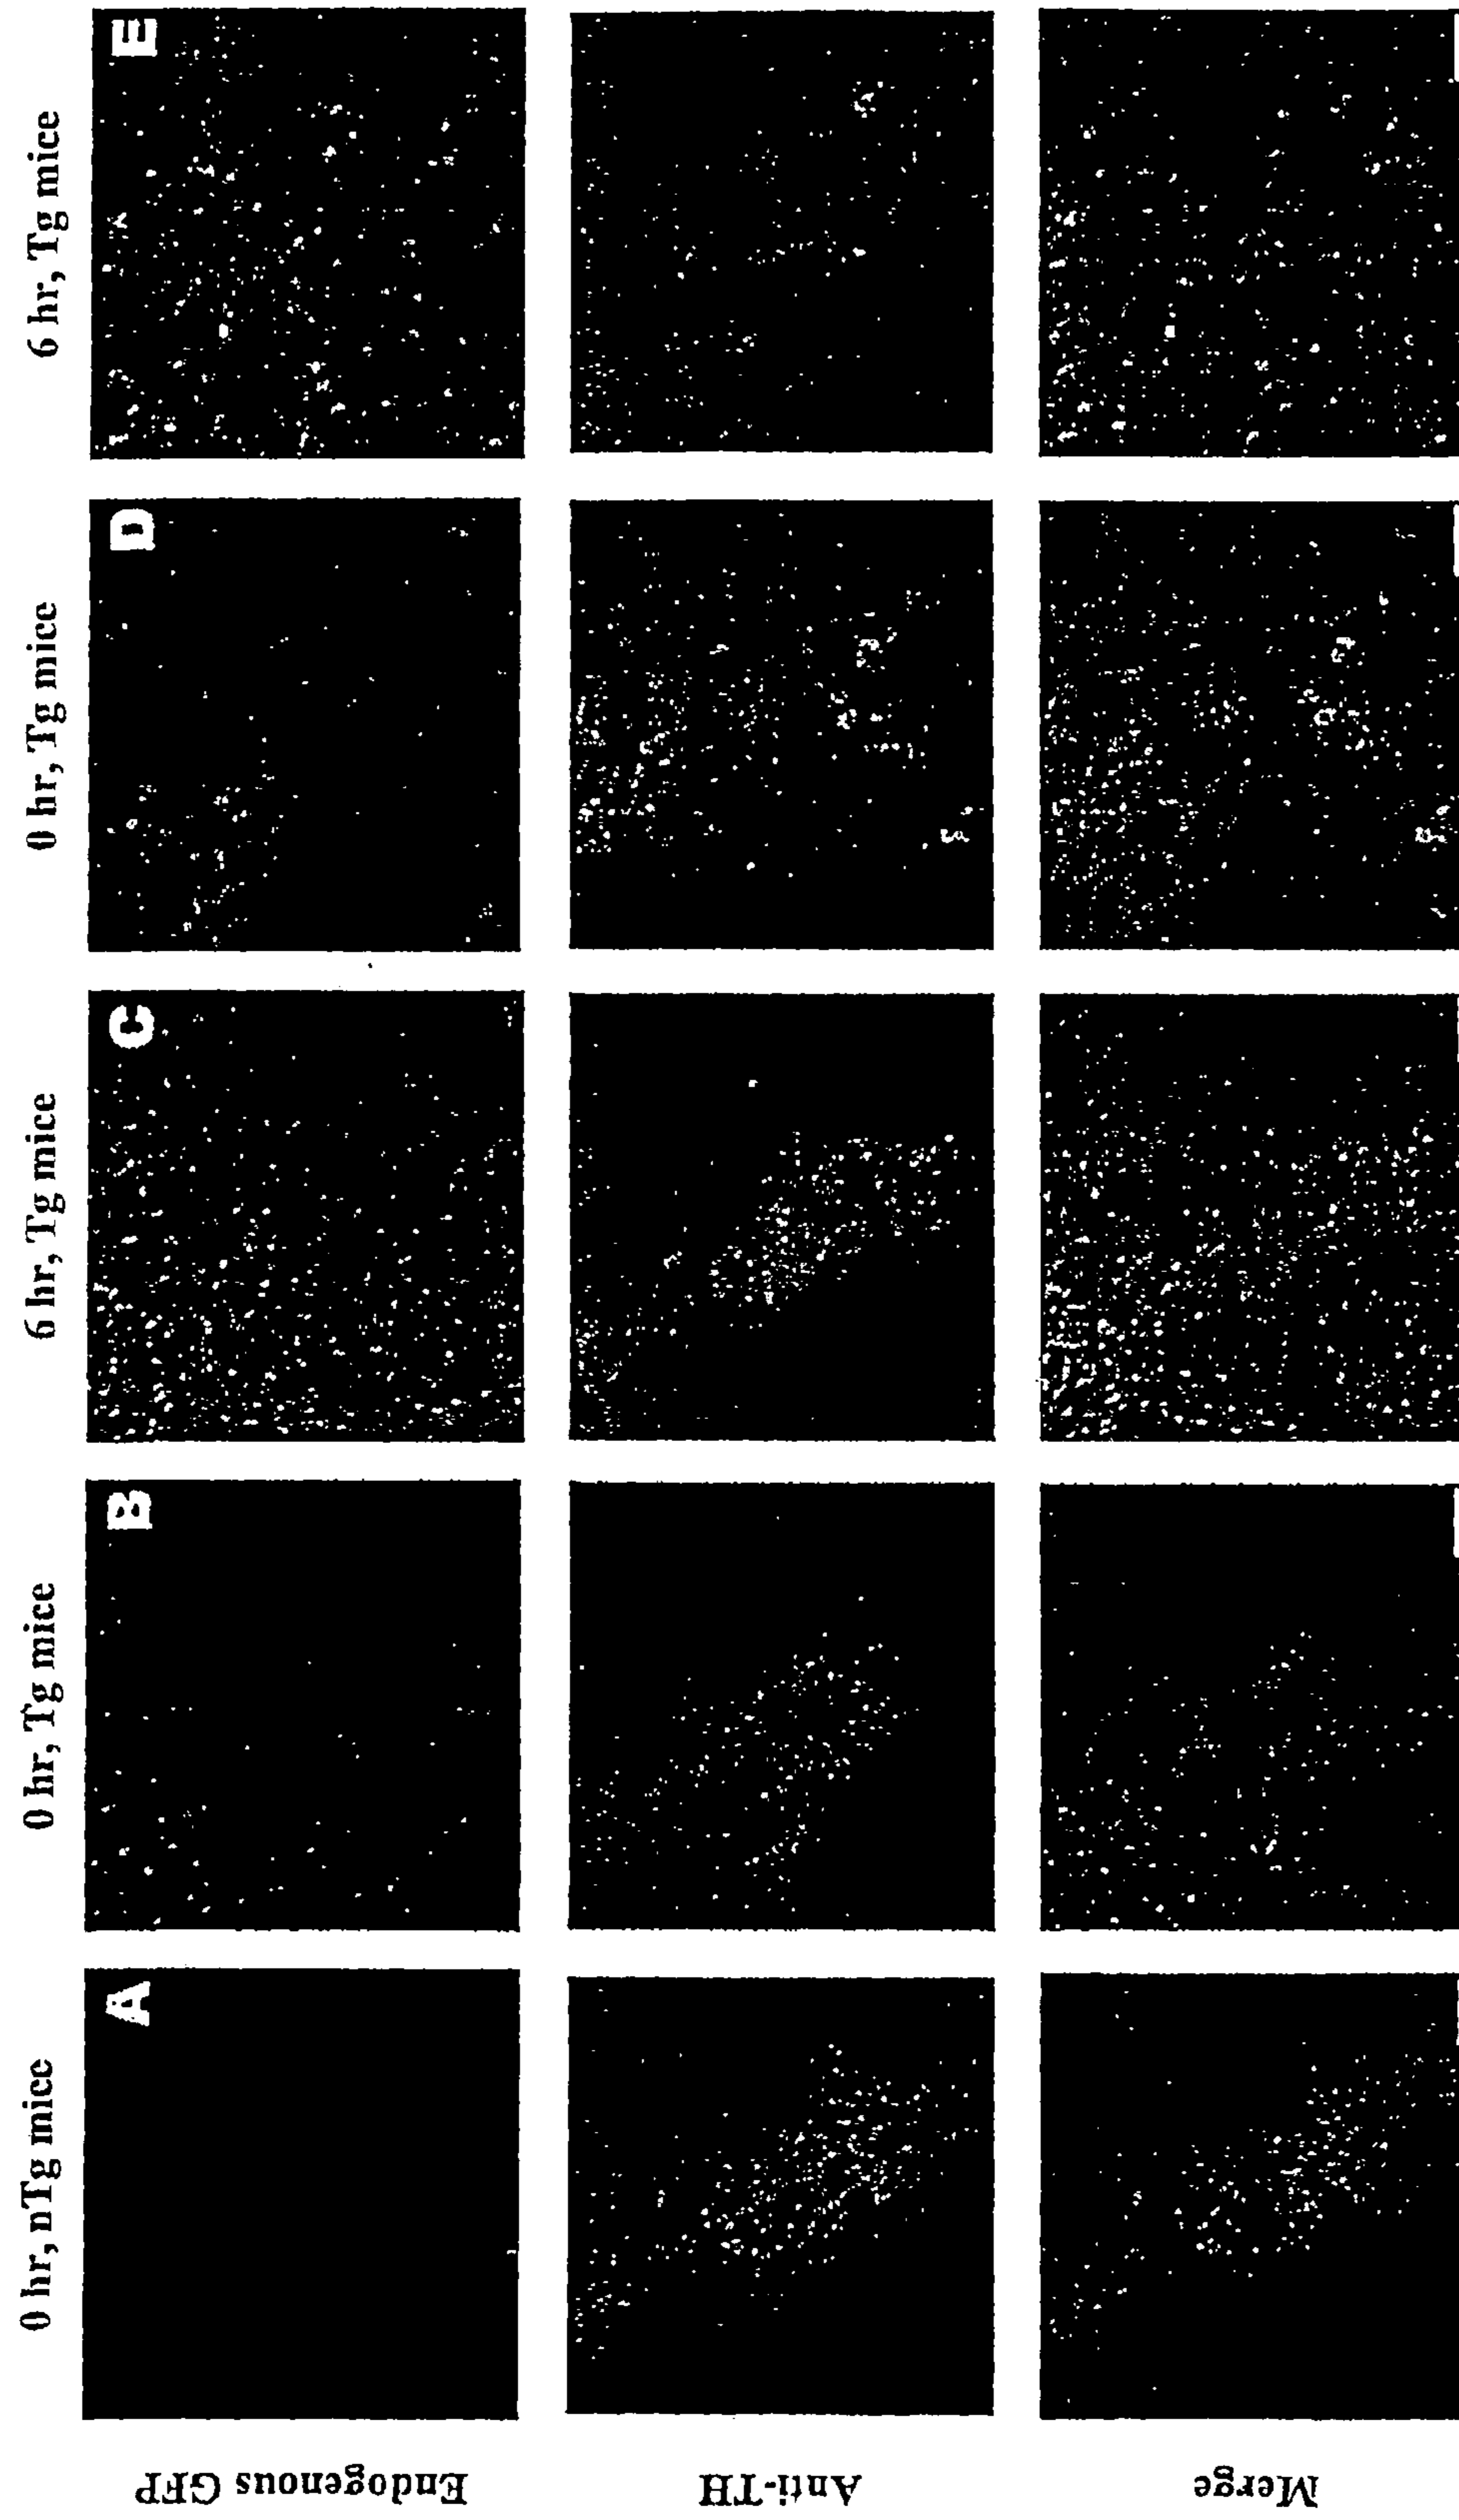 0 hr, nTg mice
0 hr, Tg mice
6 hr, Tg mice
0 hr, Tg mice
6 hr, Tg mice
A
B
C
D
E
Endogenous GFP
Anti-TH
Merge